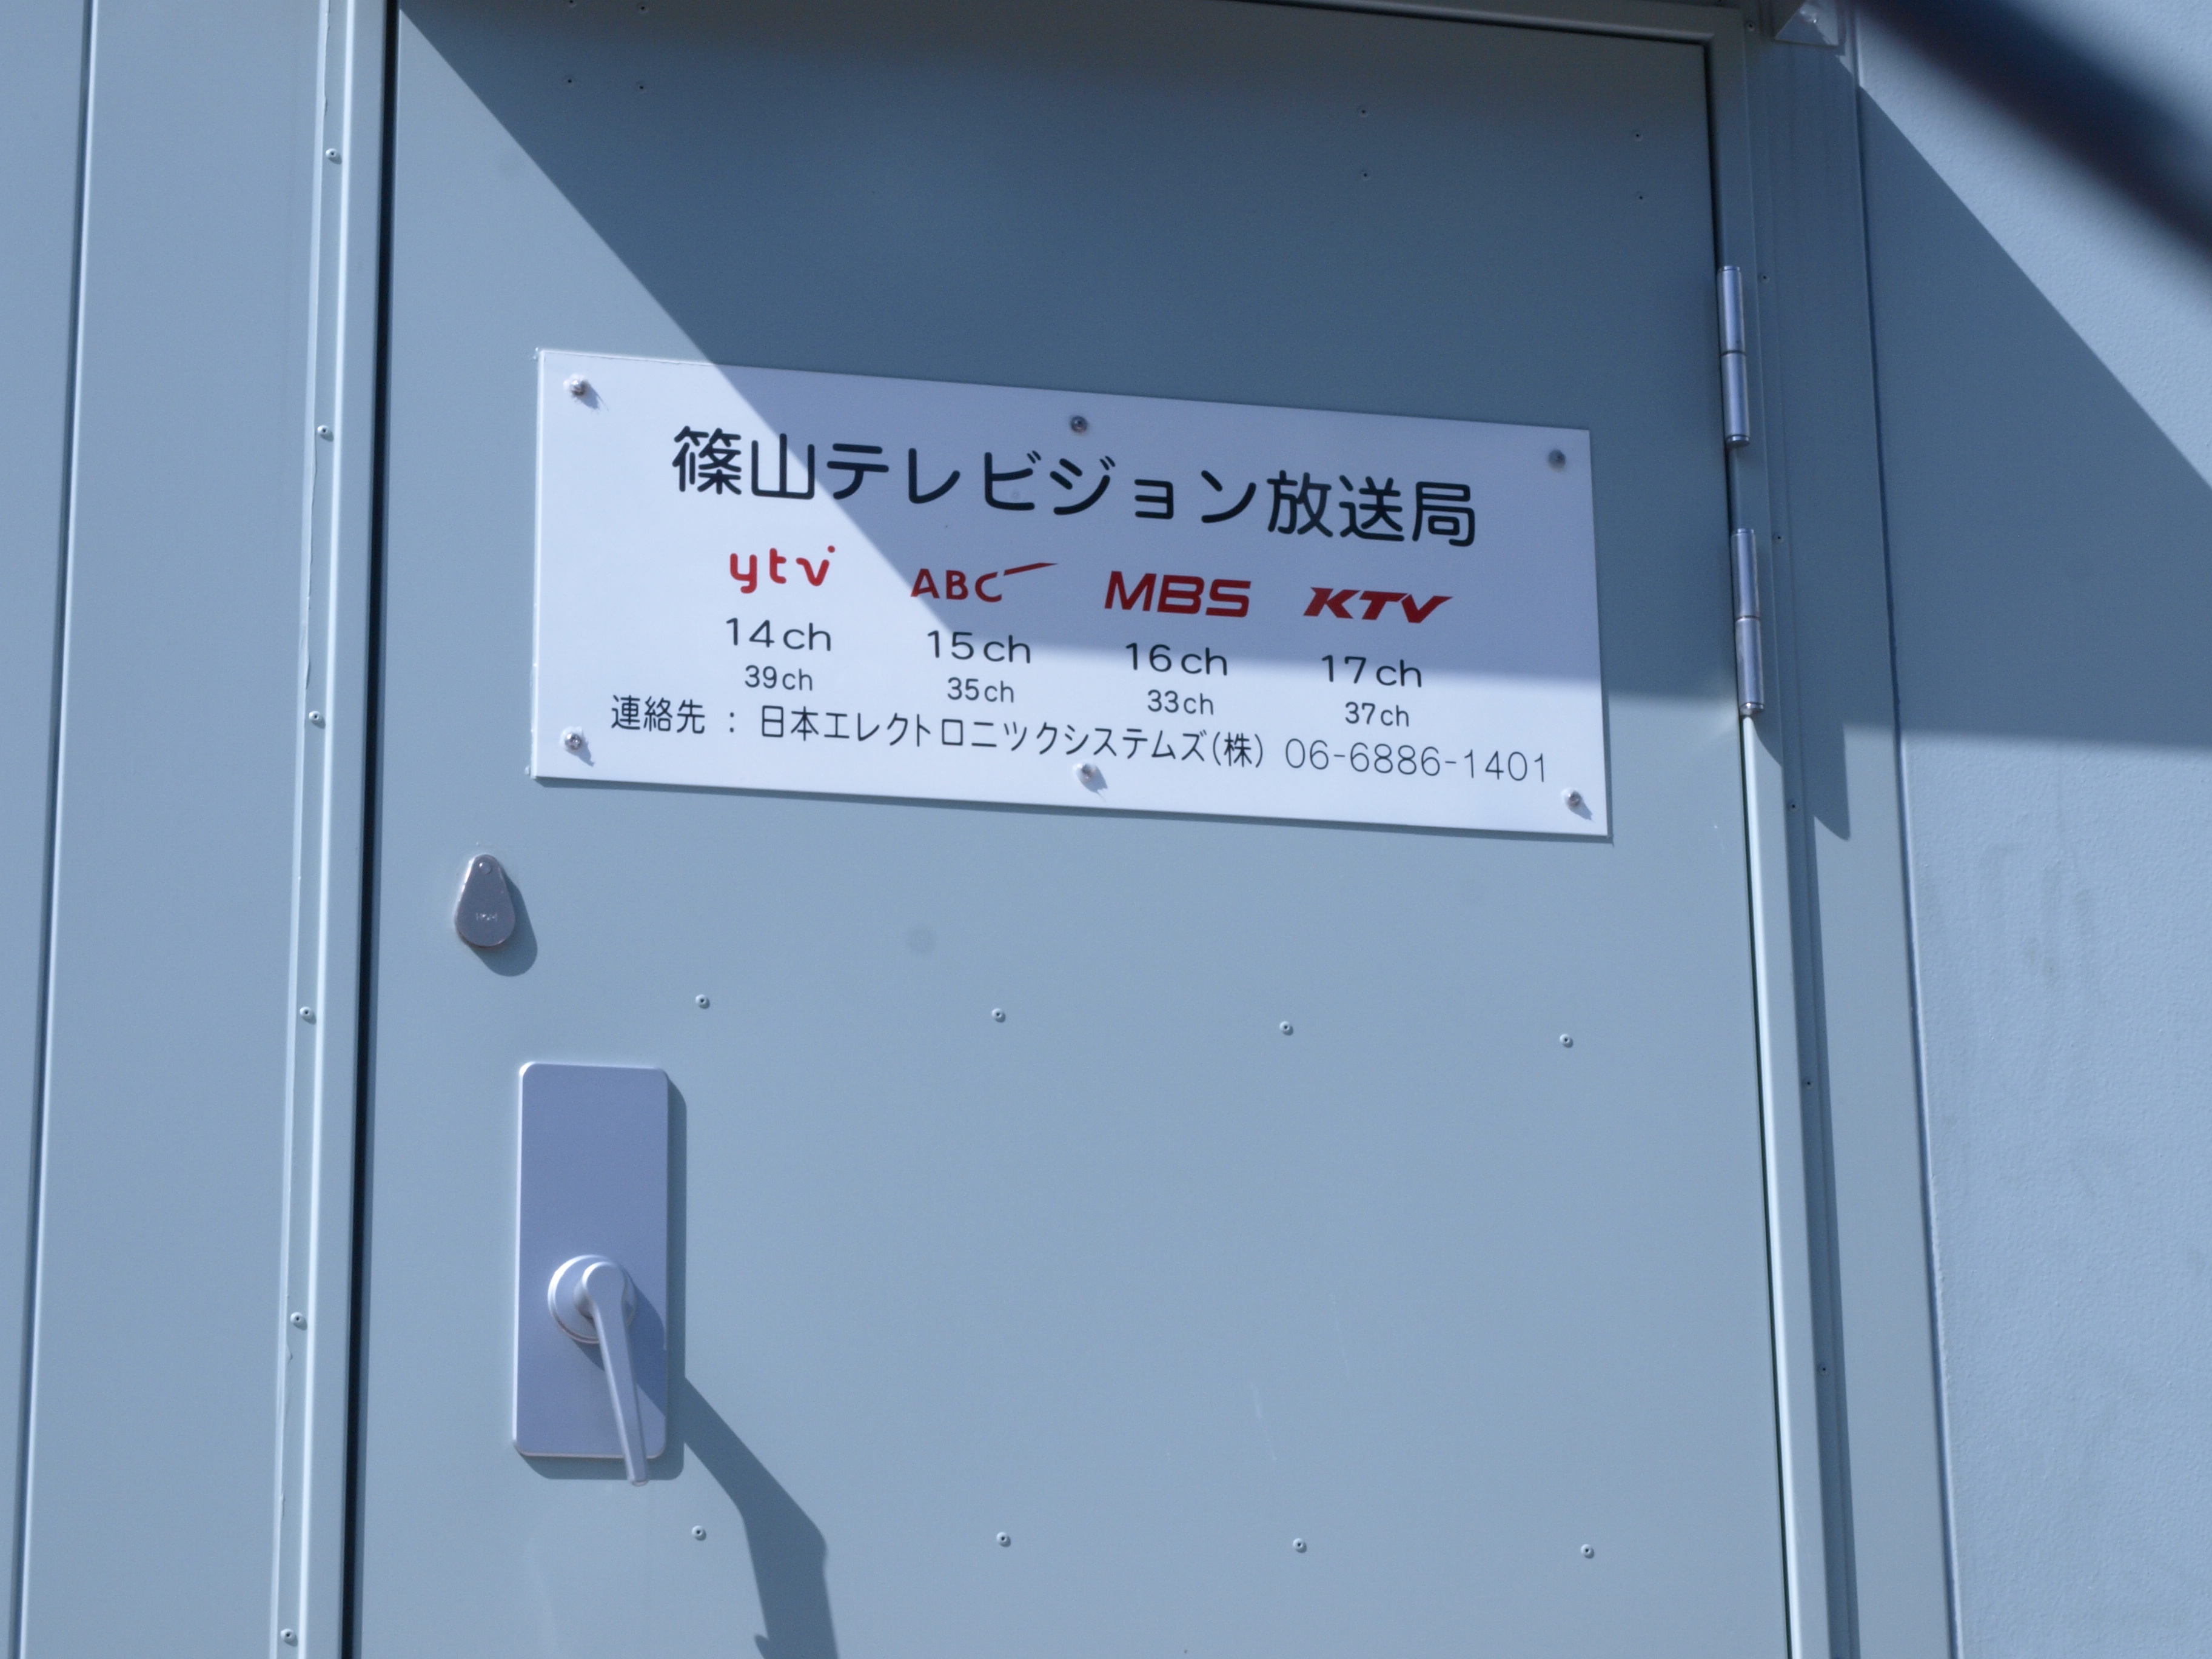 篠山テレビジョン放送局
ytv ABC MBS KTV
14ch 15ch 16ch 17ch
39ch 35ch 33ch 37ch
連絡先 : 日本エレクトロニックシステムズ(株) 06-6886-1401